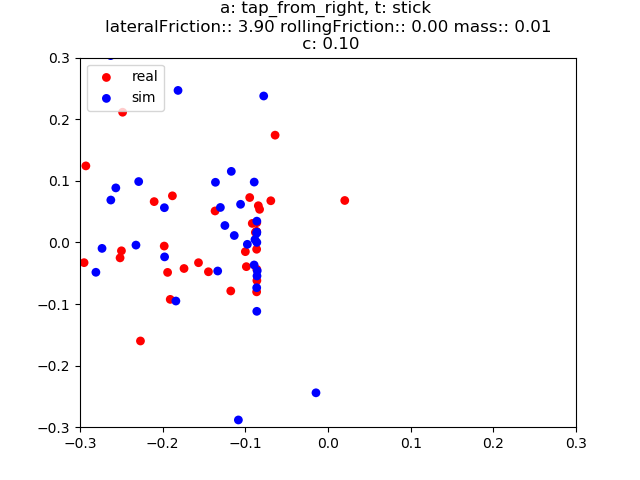 a: tap_from_right, t: stick
lateralFriction:: 3.90 rollingFriction:: 0.00 mass:: 0.01
c: 0.10
real
sim
0.3
0.2
0.1
0.0
−0.1
−0.2
−0.3
−0.3 −0.2 −0.1 0.0 0.1 0.2 0.3